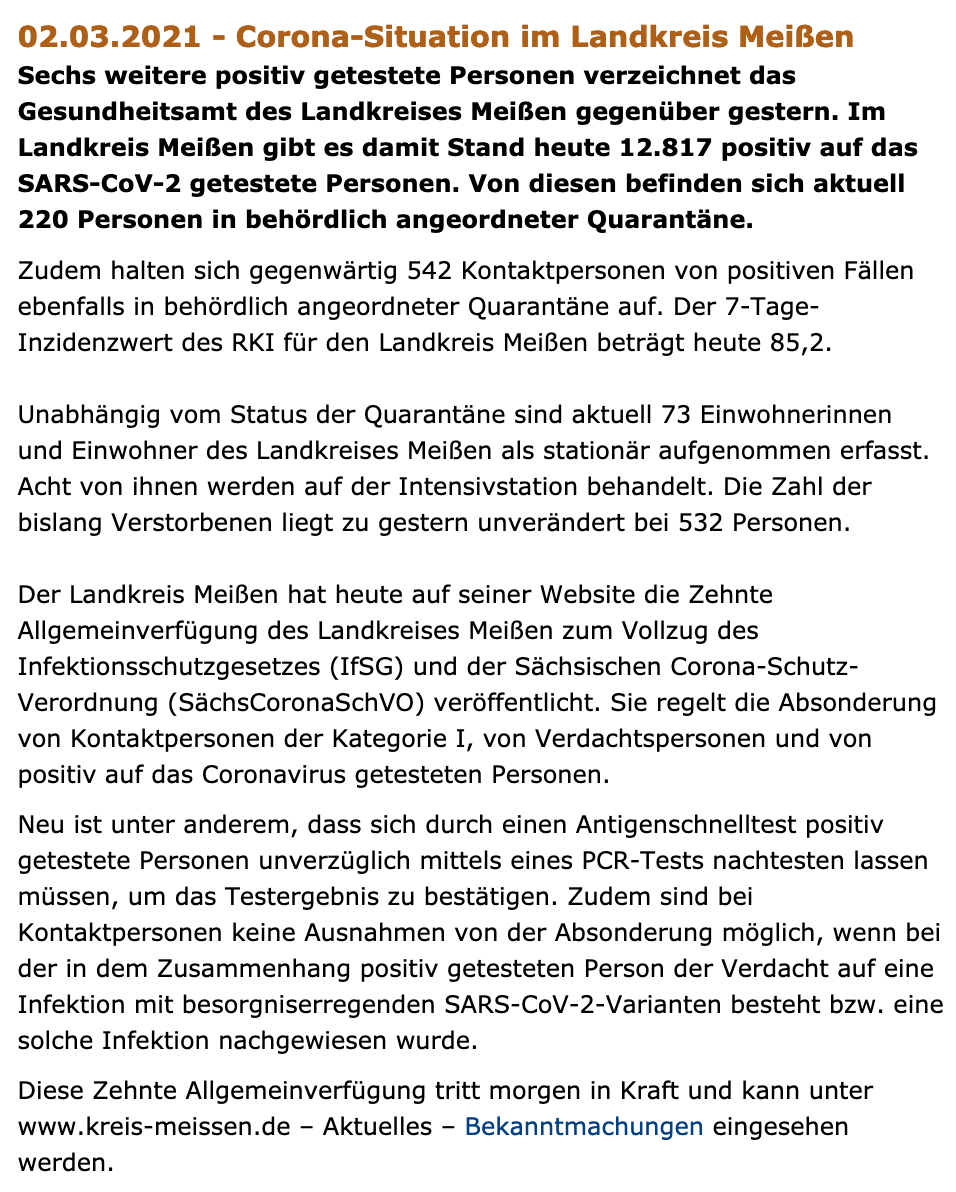 02.03.2021 - Corona-Situation im Landkreis Meißen
Sechs weitere positiv getestete Personen verzeichnet das
Gesundheitsamt des Landkreises Meißen gegenüber gestern. Im
Landkreis Meißen gibt es damit Stand heute 12.817 positiv auf das
SARS-CoV-2 getestete Personen. Von diesen befinden sich aktuell
220 Personen in behördlich angeordneter Quarantäne.
Zudem halten sich gegenwärtig 542 Kontaktpersonen von positiven Fällen
ebenfalls in behördlich angeordneter Quarantäne auf. Der 7-Tage-
Inzidenzwert des RKI für den Landkreis Meißen beträgt heute 85,2.
Unabhängig vom Status der Quarantäne sind aktuell 73 Einwohnerinnen
und Einwohner des Landkreises Meißen als stationär aufgenommen erfasst.
Acht von ihnen werden auf der Intensivstation behandelt. Die Zahl der
bislang Verstorbenen liegt zu gestern unverändert bei 532 Personen.
Der Landkreis Meißen hat heute auf seiner Website die Zehnte
Allgemeinverfügung des Landkreises Meißen zum Vollzug des
Infektionsschutzgesetzes (IfSG) und der Sächsischen Corona-Schutz-
Verordnung (SächsCoronaSchVO) veröffentlicht. Sie regelt die Absonderung
von Kontaktpersonen der Kategorie I, von Verdachtspersonen und von
positiv auf das Coronavirus getesteten Personen.
Neu ist unter anderem, dass sich durch einen Antigenschnelltest positiv
getestete Personen unverzüglich mittels eines PCR-Tests nachtesten lassen
müssen, um das Testergebnis zu bestätigen. Zudem sind bei
Kontaktpersonen keine Ausnahmen von der Absonderung möglich, wenn bei
der in dem Zusammenhang positiv getesteten Person der Verdacht auf eine
Infektion mit besorgniserregenden SARS-CoV-2-Varianten besteht bzw. eine
solche Infektion nachgewiesen wurde.
Diese Zehnte Allgemeinverfügung tritt morgen in Kraft und kann unter
www.kreis-meissen.de – Aktuelles – Bekanntmachungen eingesehen
werden.